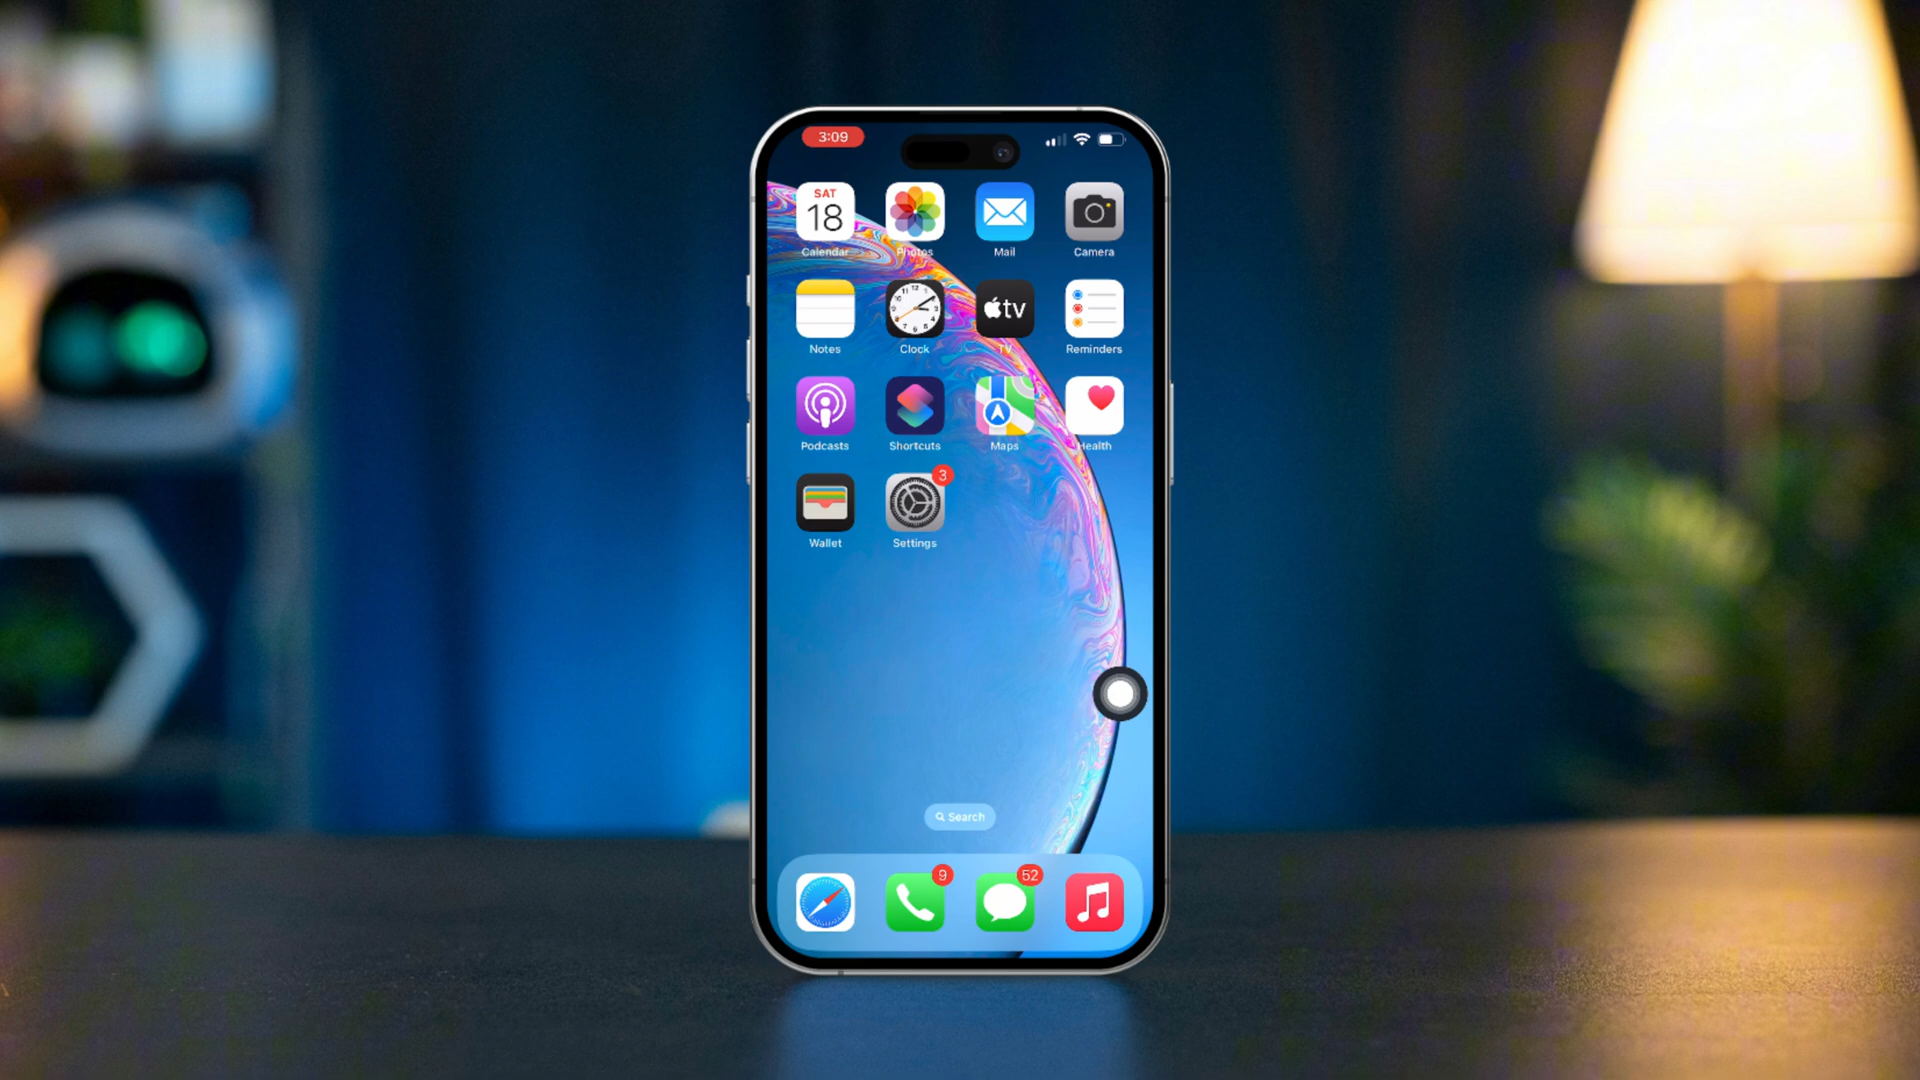 3:09
SAT
18
Calendar Photos Mail Camera
tv
Notes Clock TV Reminders
Podcasts Shortcuts Maps Health
3
Wallet Settings
Search
9 52